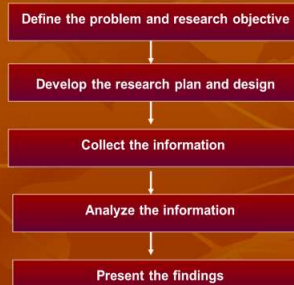 Define the problem and research objective
Develop the research plan and design
Collect the information
Analyze the information
Present the findings